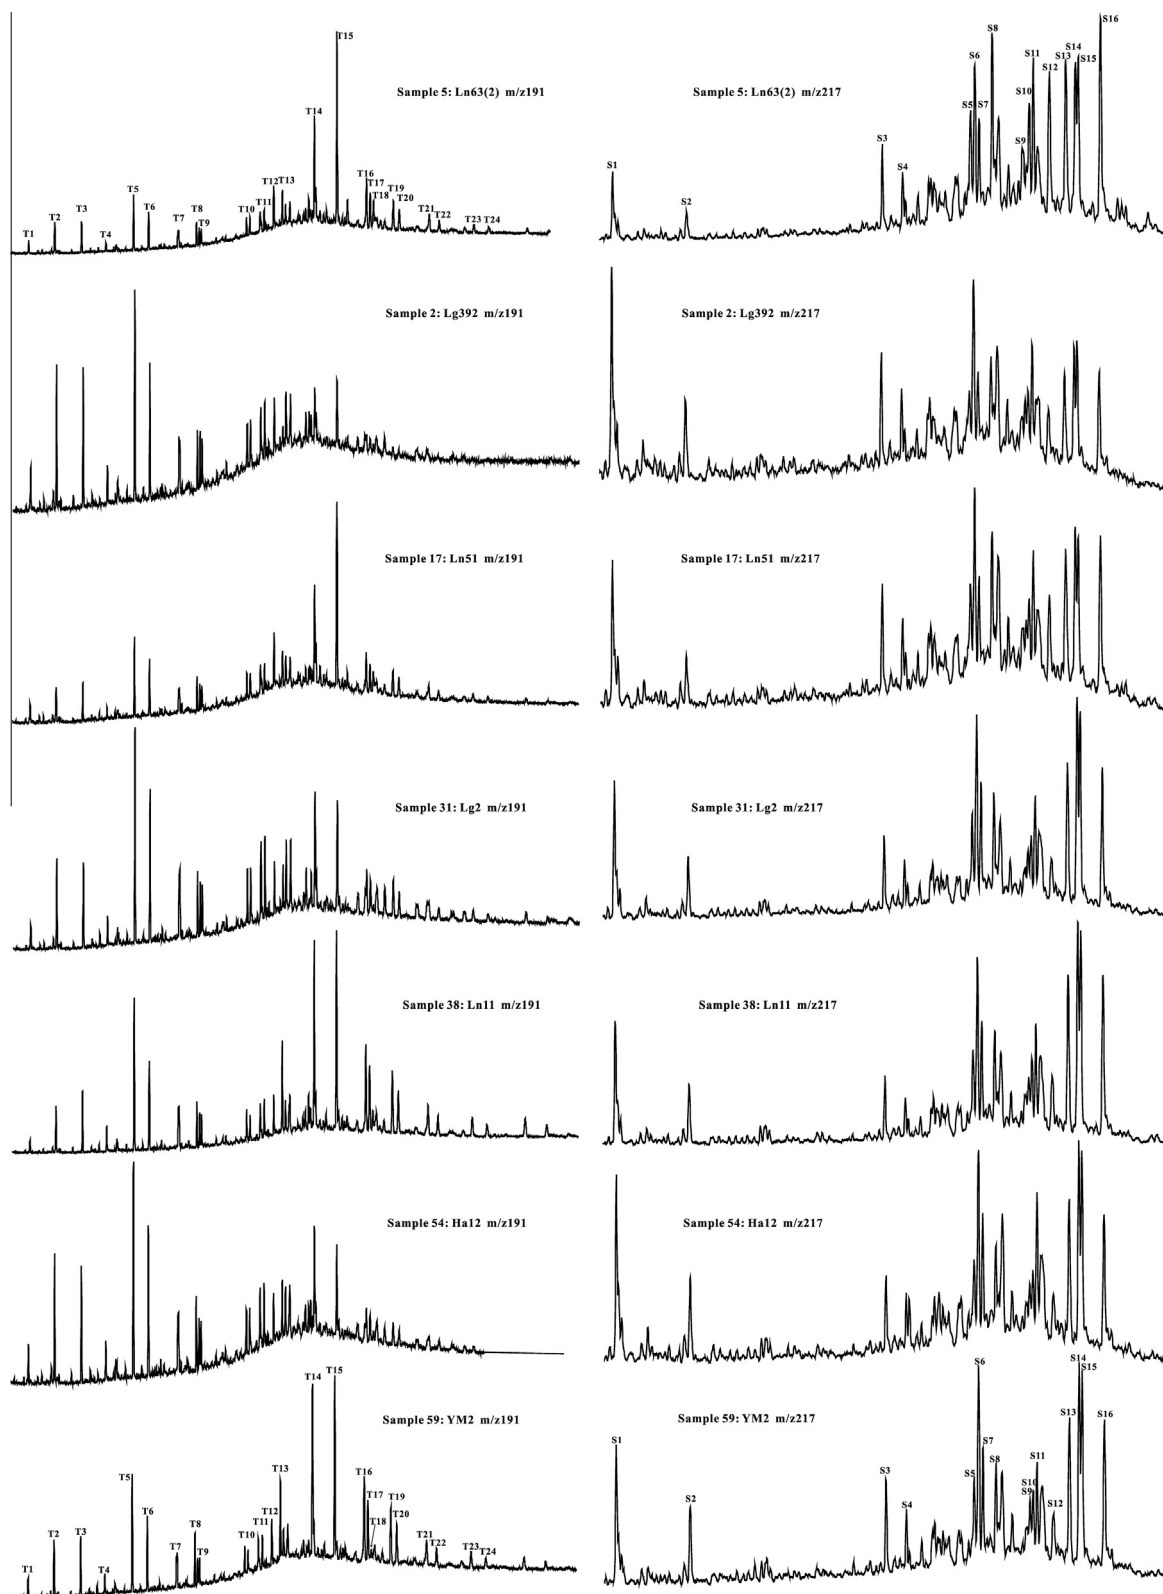 Sample 5: Ln63(2) m/z191
T1
T2
T3
T4
T5
T6
T7
T8
T9
T10
T11
T12
T13
T14
T15
T16
T17
T18
T19
T20
T21
T22
T23
T24
Sample 5: Ln63(2) m/z217
S1
S2
S3
S4
S5
S6
S7
S8
S9
S10
S11
S12
S13
S14
S15
S16
Sample 2: Lg392 m/z191
Sample 2: Lg392 m/z217
Sample 17: Ln51 m/z191
Sample 17: Ln51 m/z217
Sample 31: Lg2 m/z191
Sample 31: Lg2 m/z217
Sample 38: Ln11 m/z191
Sample 38: Ln11 m/z217
Sample 54: Ha12 m/z191
Sample 54: Ha12 m/z217
Sample 59: YM2 m/z191
T1
T2
T3
T4
T5
T6
T7
T8
T9
T10
T11
T12
T13
T14
T15
T16
T17
T18
T19
T20
T21
T22
T23
T24
Sample 59: YM2 m/z217
S1
S2
S3
S4
S5
S6
S7
S8
S9
S10
S11
S12
S13
S14
S15
S16